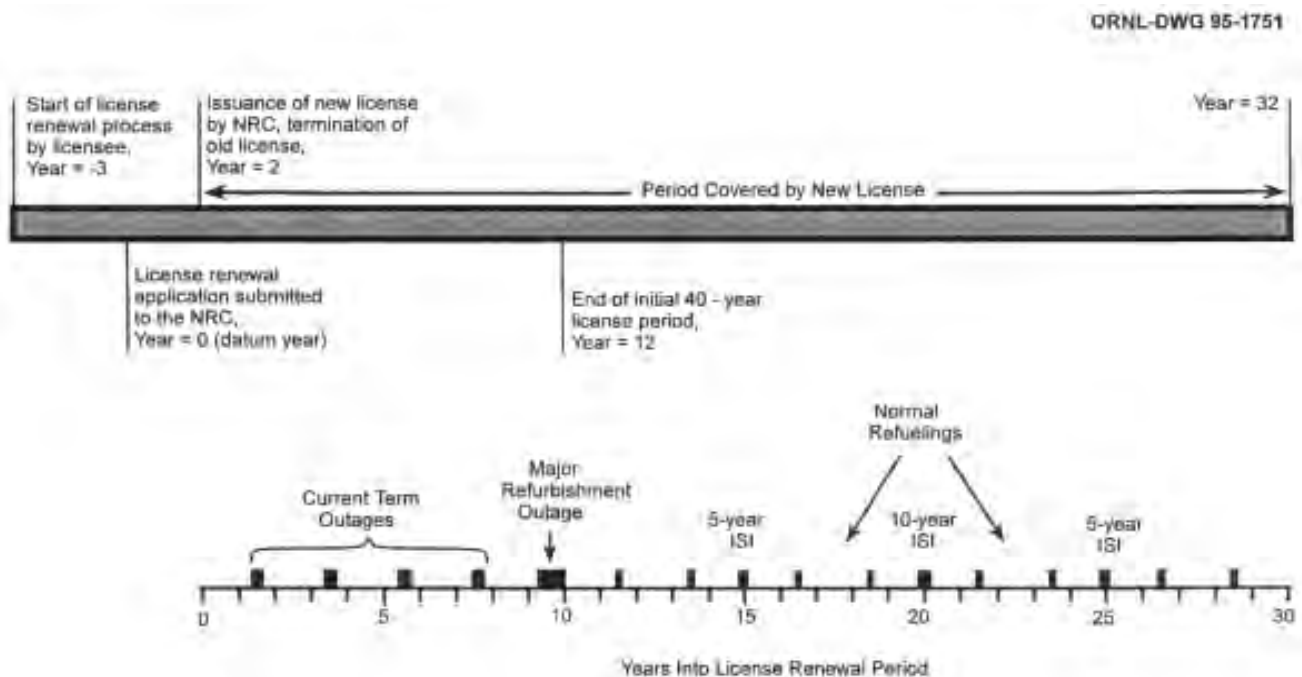 ORNL-DWG 95-1751
Start of license
renewal process
by licensee,
Year = -3
Issuance of new license
by NRC, termination of
old license,
Year = 2
Year = 32
Period Covered by New License
License renewal
application submitted
to the NRC,
Year = 0 (datum year)
End of initial 40 - year
license period,
Year = 12
Normal
Refuelings
Major
Refurbishment
Outage
Current Term
Outages
5-year
ISI
10-year
ISI
5-year
ISI
0 5 10 15 20 25 30
Years Into License Renewal Period